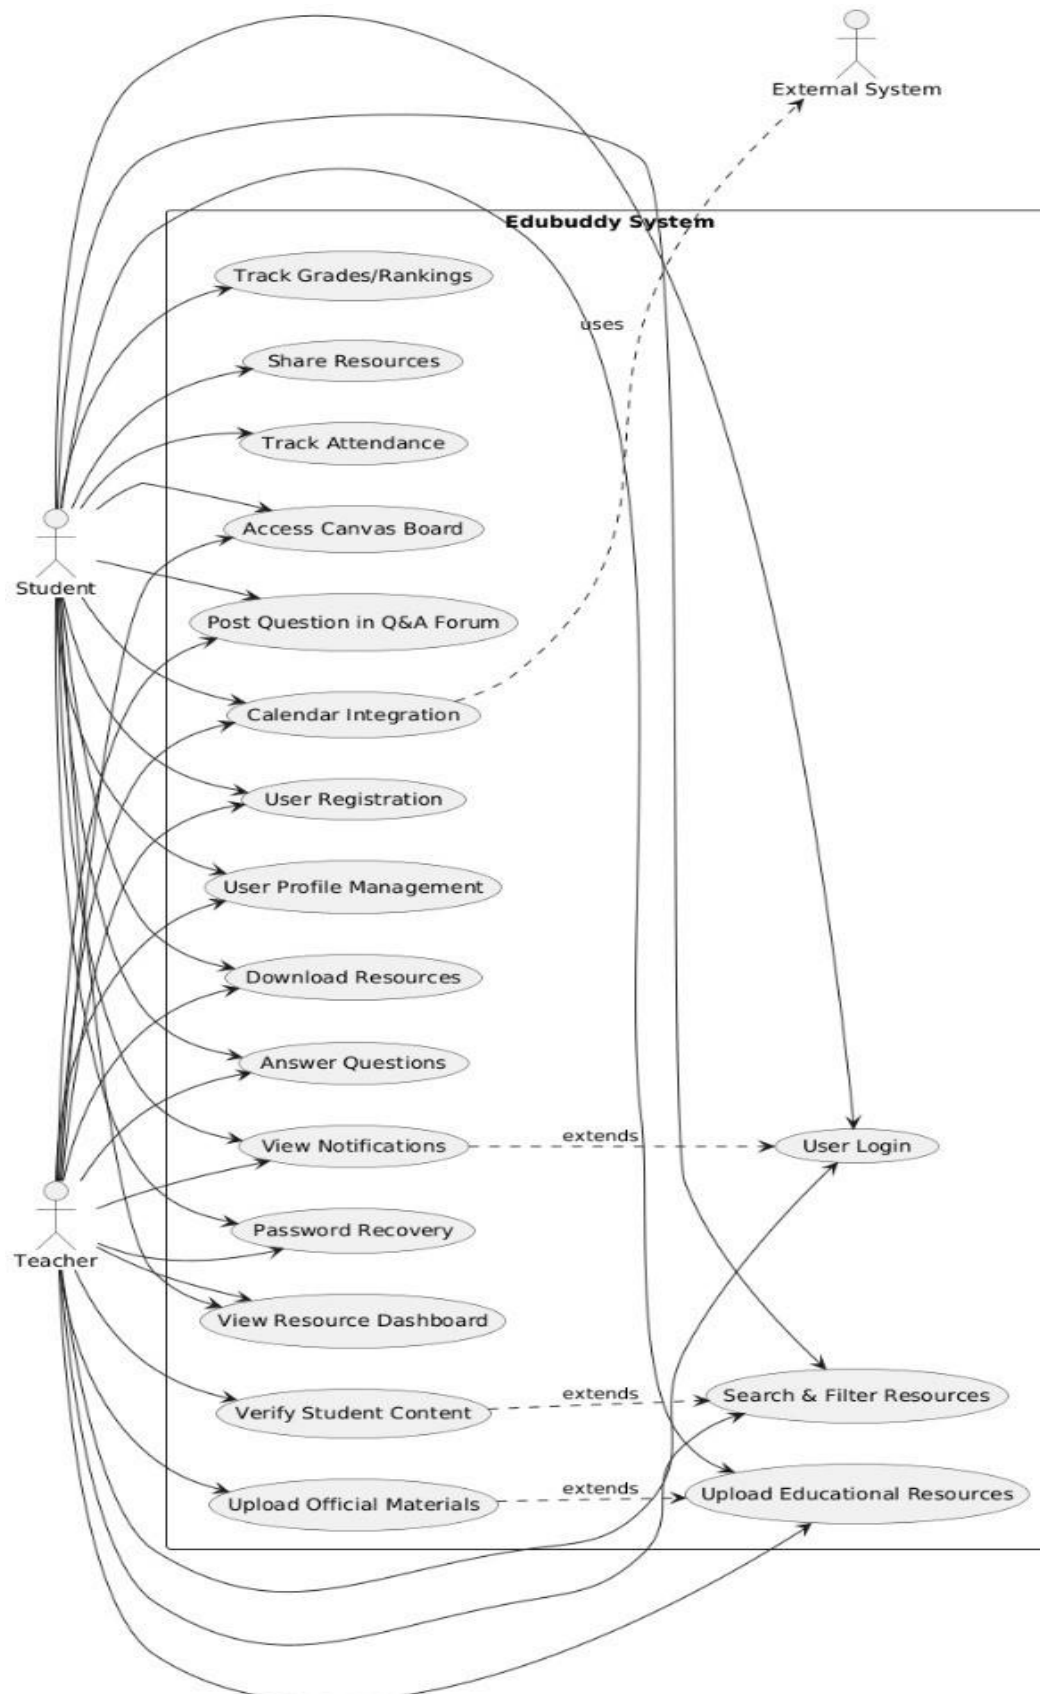 External System
Edubuddy System
Track Grades/Rankings
uses
Share Resources
Track Attendance
Access Canvas Board
Student
Post Question in Q&A Forum
Calendar Integration
User Registration
User Profile Management
Download Resources
Answer Questions
View Notifications
extends
User Login
Password Recovery
Teacher
View Resource Dashboard
Verify Student Content
extends
Search & Filter Resources
Upload Official Materials
extends
Upload Educational Resources